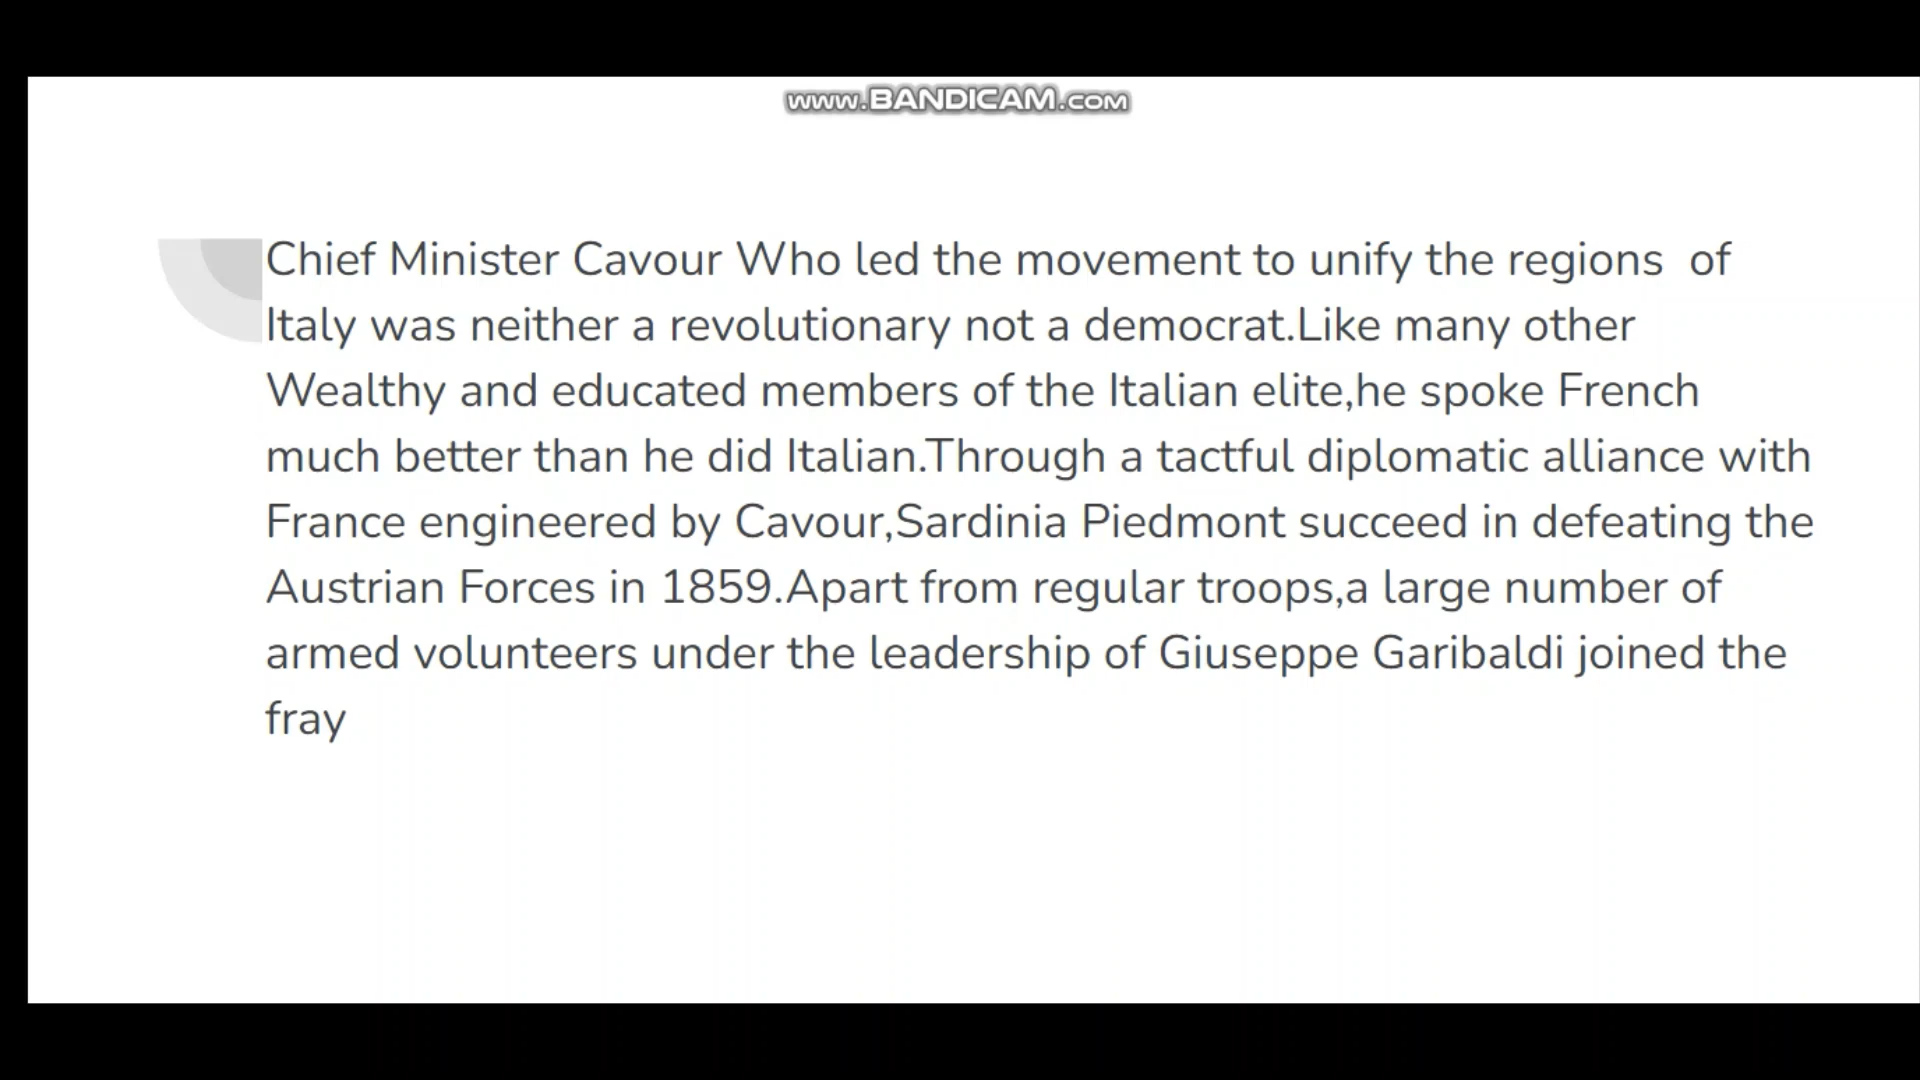 www.BANDICAM.com
Chief Minister Cavour Who led the movement to unify the regions  of
Italy was neither a revolutionary not a democrat.Like many other
Wealthy and educated members of the Italian elite,he spoke French
much better than he did Italian.Through a tactful diplomatic alliance with
France engineered by Cavour,Sardinia Piedmont succeed in defeating the
Austrian Forces in 1859.Apart from regular troops,a large number of
armed volunteers under the leadership of Giuseppe Garibaldi joined the
fray